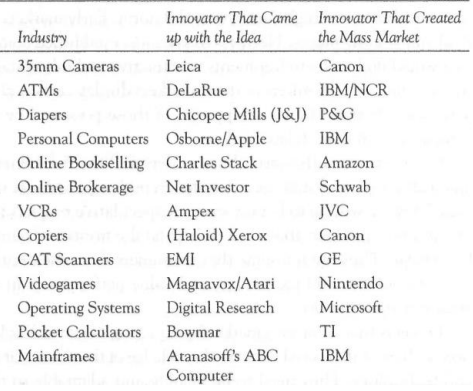 Innovator That Came Innovator That Created
Industry up with the Idea the Mass Market
35mm Cameras Leica Canon
ATMs DeLaRue IBM/NCR
Diapers Chicopee Mills (J&J) P&G
Personal Computers Osborne/Apple IBM
Online Bookselling Charles Stack Amazon
Online Brokerage Net Investor Schwab
VCRs Ampex JVC
Copiers (Haloid) Xerox Canon
CAT Scanners EMI GE
Videogames Magnavox/Atari Nintendo
Operating Systems Digital Research Microsoft
Pocket Calculators Bowmar TI
Mainframes Atanasoff's ABC IBM
Computer